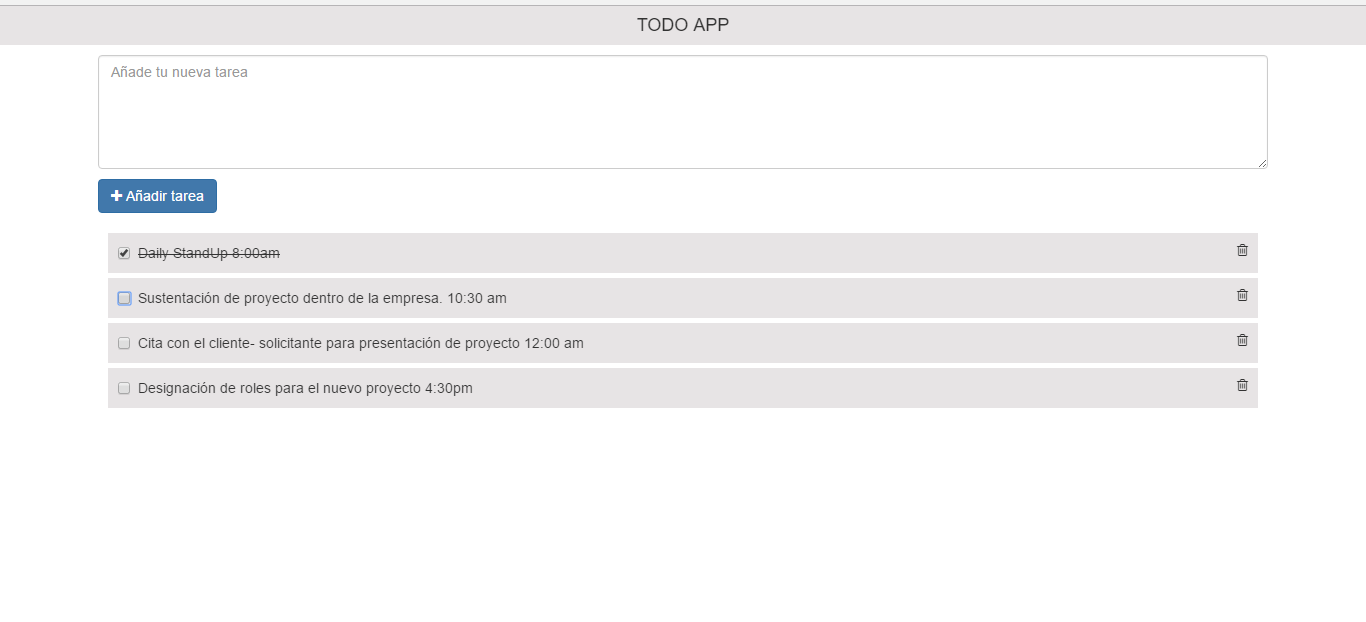 TODO APP
Añade tu nueva tarea
Añadir tarea
Daily StandUp 8:00am
Sustentación de proyecto dentro de la empresa. 10:30 am
Cita con el cliente- solicitante para presentación de proyecto 12:00 am
Designación de roles para el nuevo proyecto 4:30pm